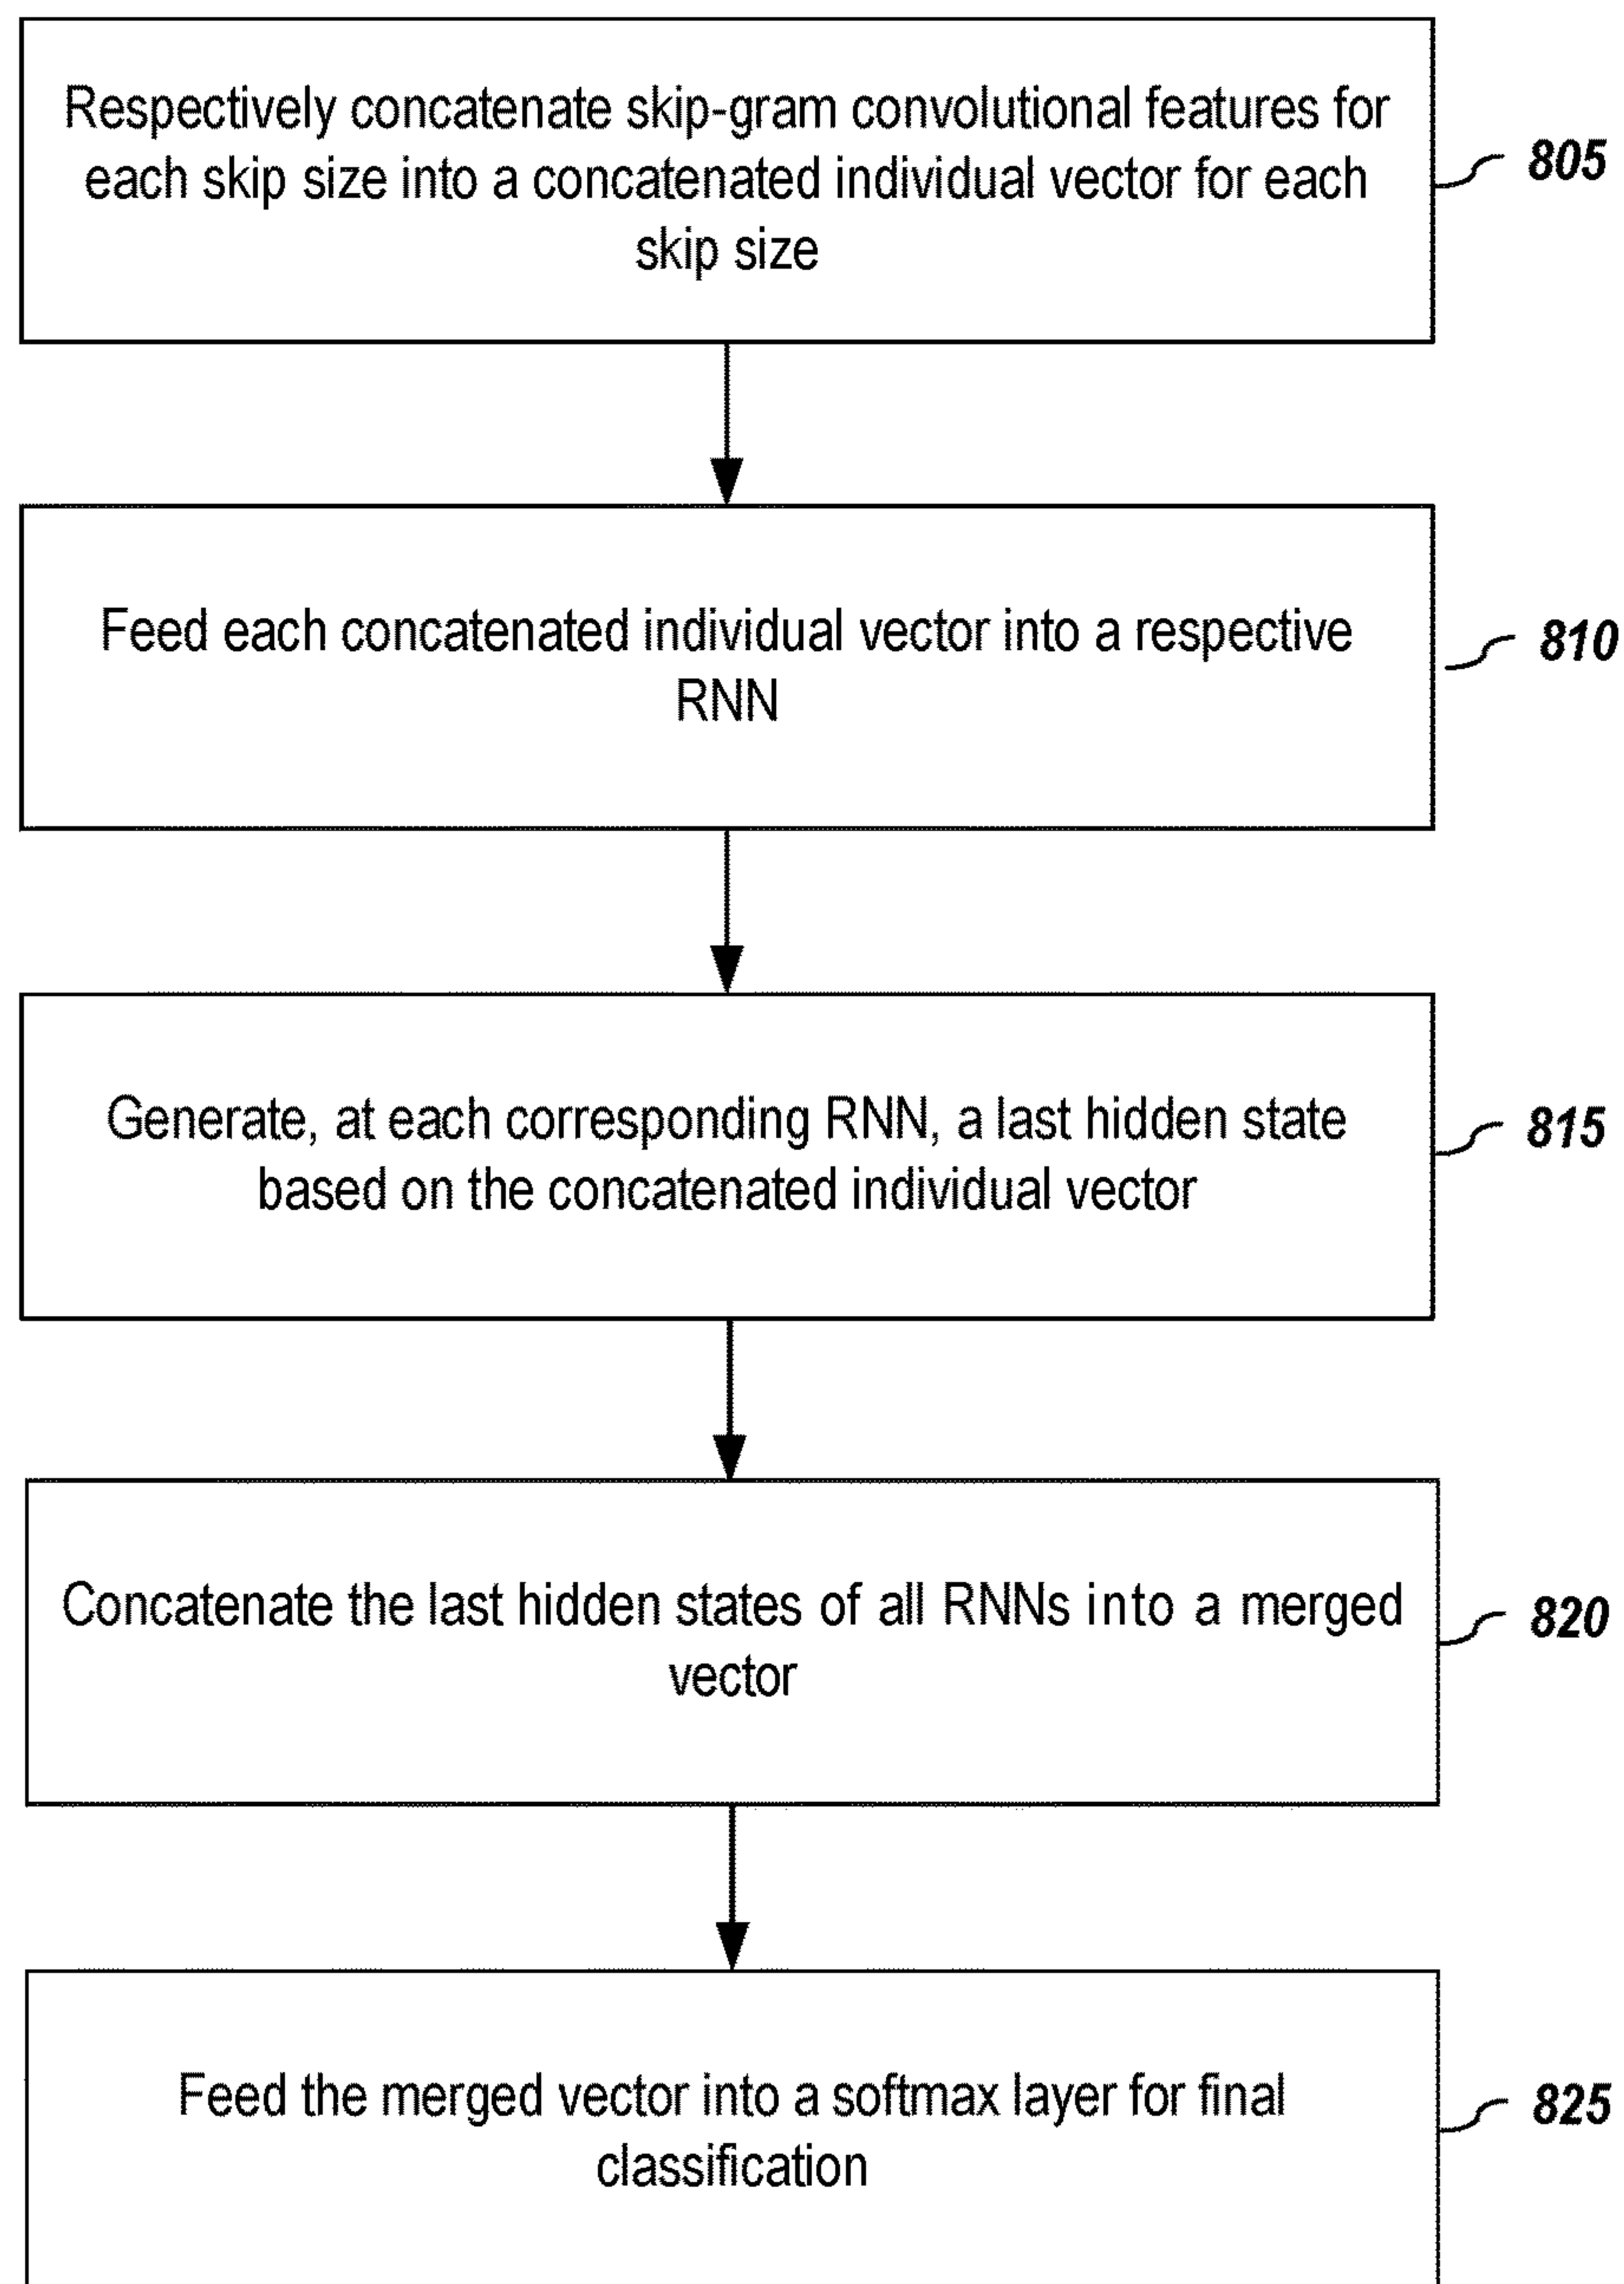 Respectively concatenate skip-gram convolutional features for
each skip size into a concatenated individual vector for each
skip size
805
Feed each concatenated individual vector into a respective
RNN
810
Generate, at each corresponding RNN, a last hidden state
based on the concatenated individual vector
815
Concatenate the last hidden states of all RNNs into a merged
vector
820
Feed the merged vector into a softmax layer for final
classification
825